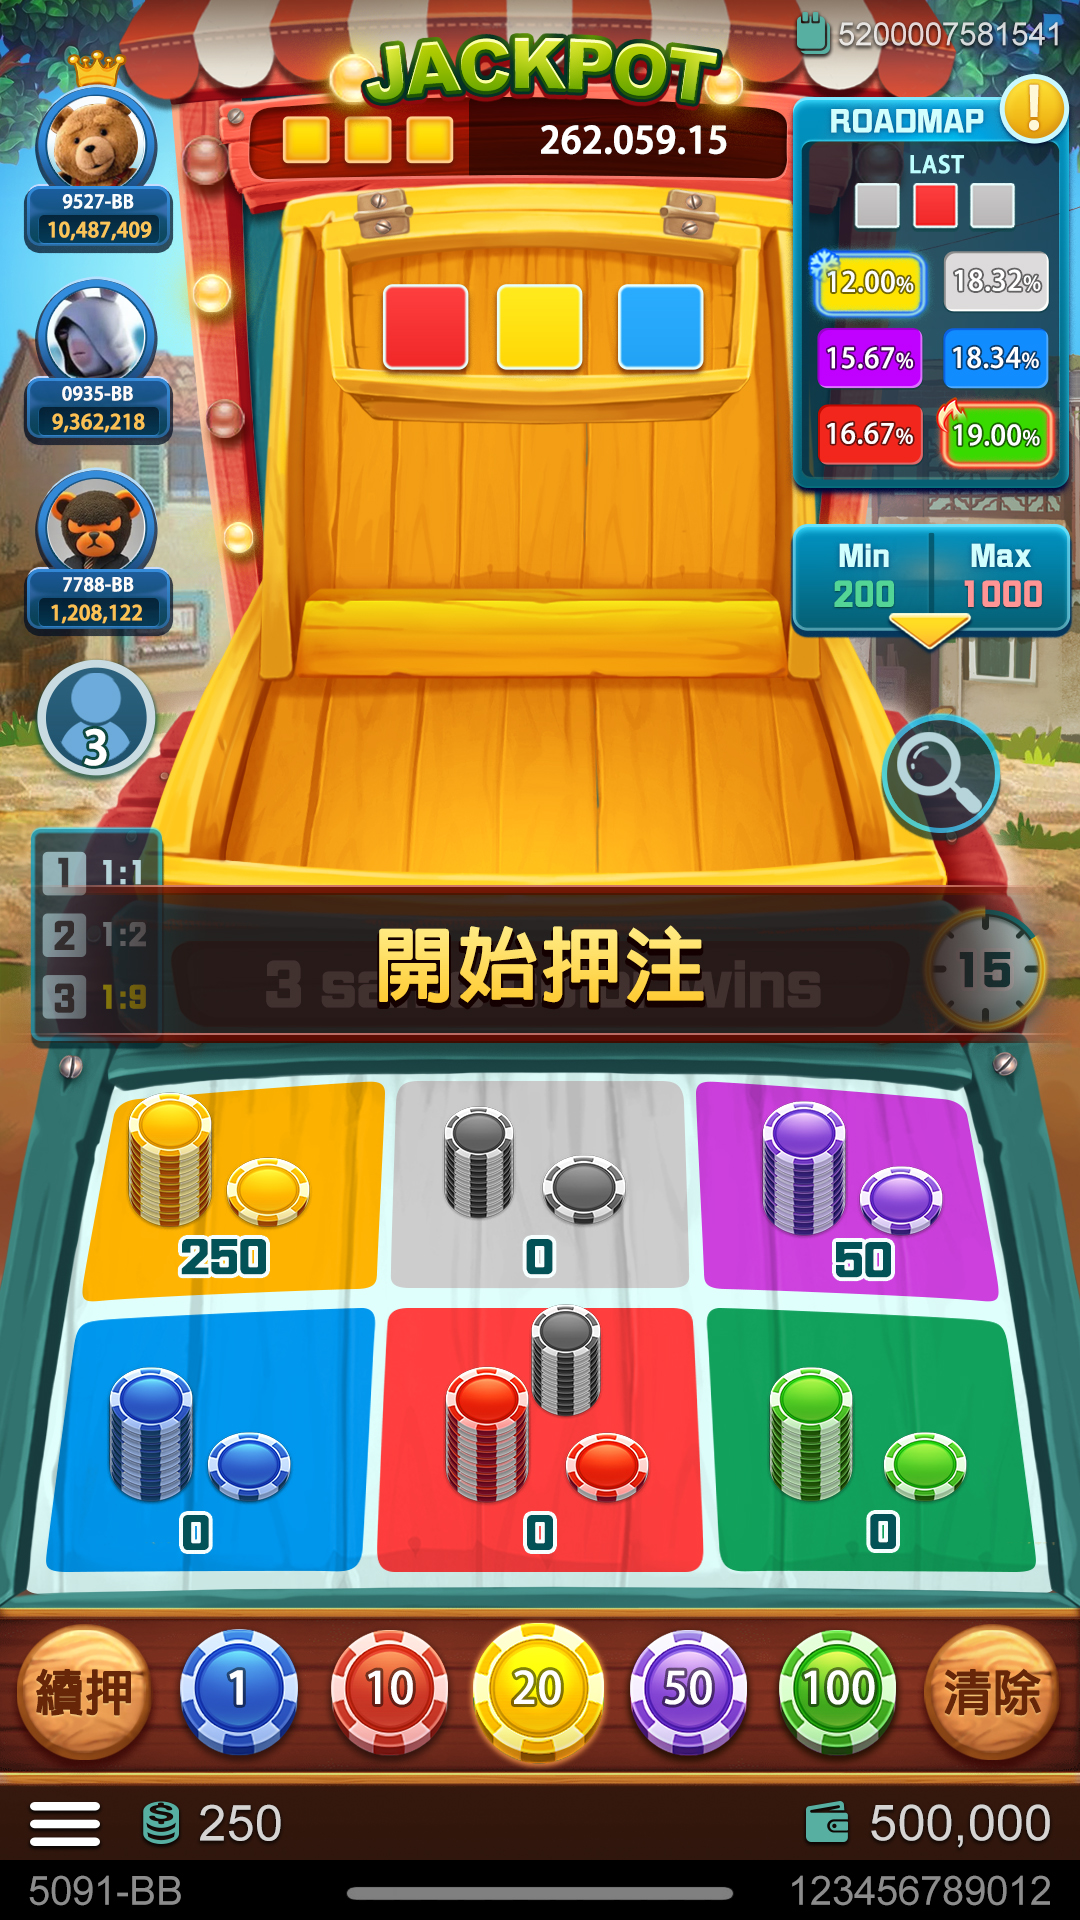 5200007581541
JACKPOT
262.059.15
ROADMAP
!
LAST
9527-BB
10,487,409
12.00%
18.32%
15.67%
18.34%
0935-BB
9,362,218
16.67%
19.00%
7788-BB
1,208,122
Min
Max
200
1000
3
1 1:1
2 1:2
3 1:9
開始押注
3 sa
wins
15
250
0
50
0
0
0
續押
1
10
20
50
100
清除
250
500,000
5091-BB
123456789012